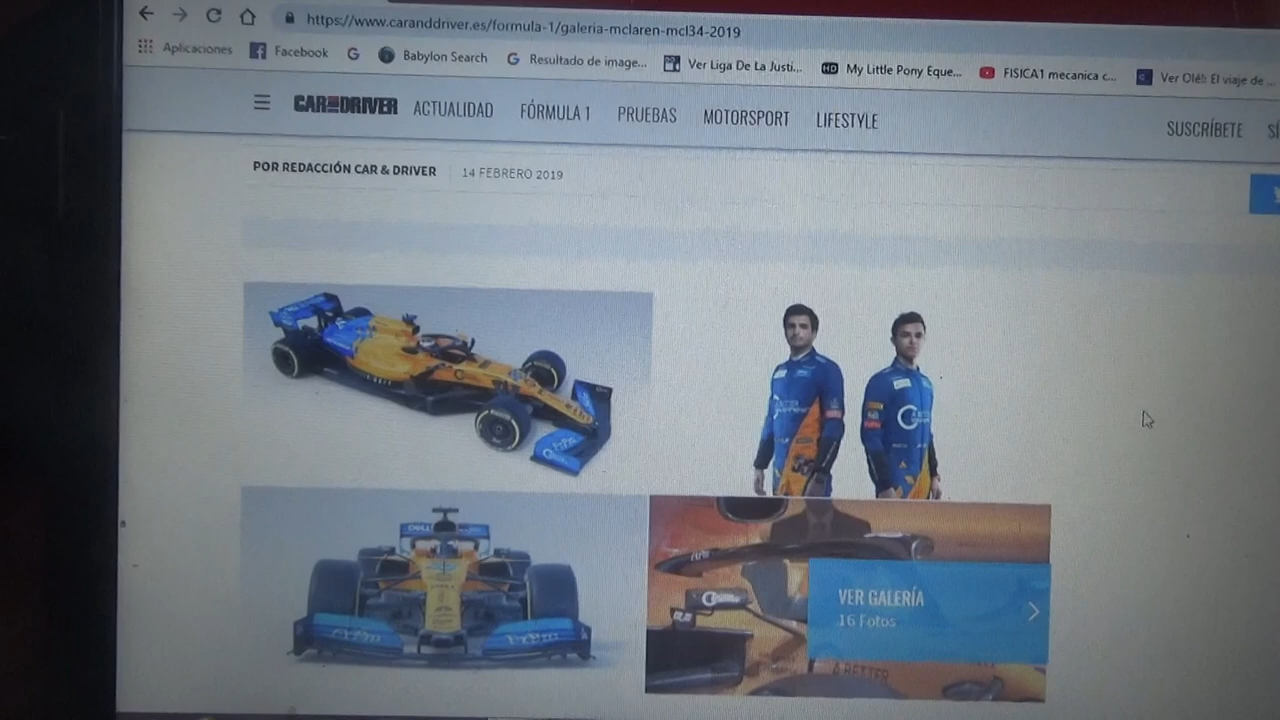 https://www.caranddriver.es/formula-1/galeria-mclaren-mcl34-2019
Aplicaciones Facebook Babylon Search Resultado de image... Ver Liga De La Justi... My Little Pony Eque... FISICA1 mecanica c... Ver Olé!: El viaje de ...
CAR AND DRIVER ACTUALIDAD FÓRMULA 1 PRUEBAS MOTORSPORT LIFESTYLE SUSCRÍBETE
POR REDACCIÓN CAR & DRIVER 14 FEBRERO 2019
DELL
VER GALERÍA
16 Fotos
A BETTER